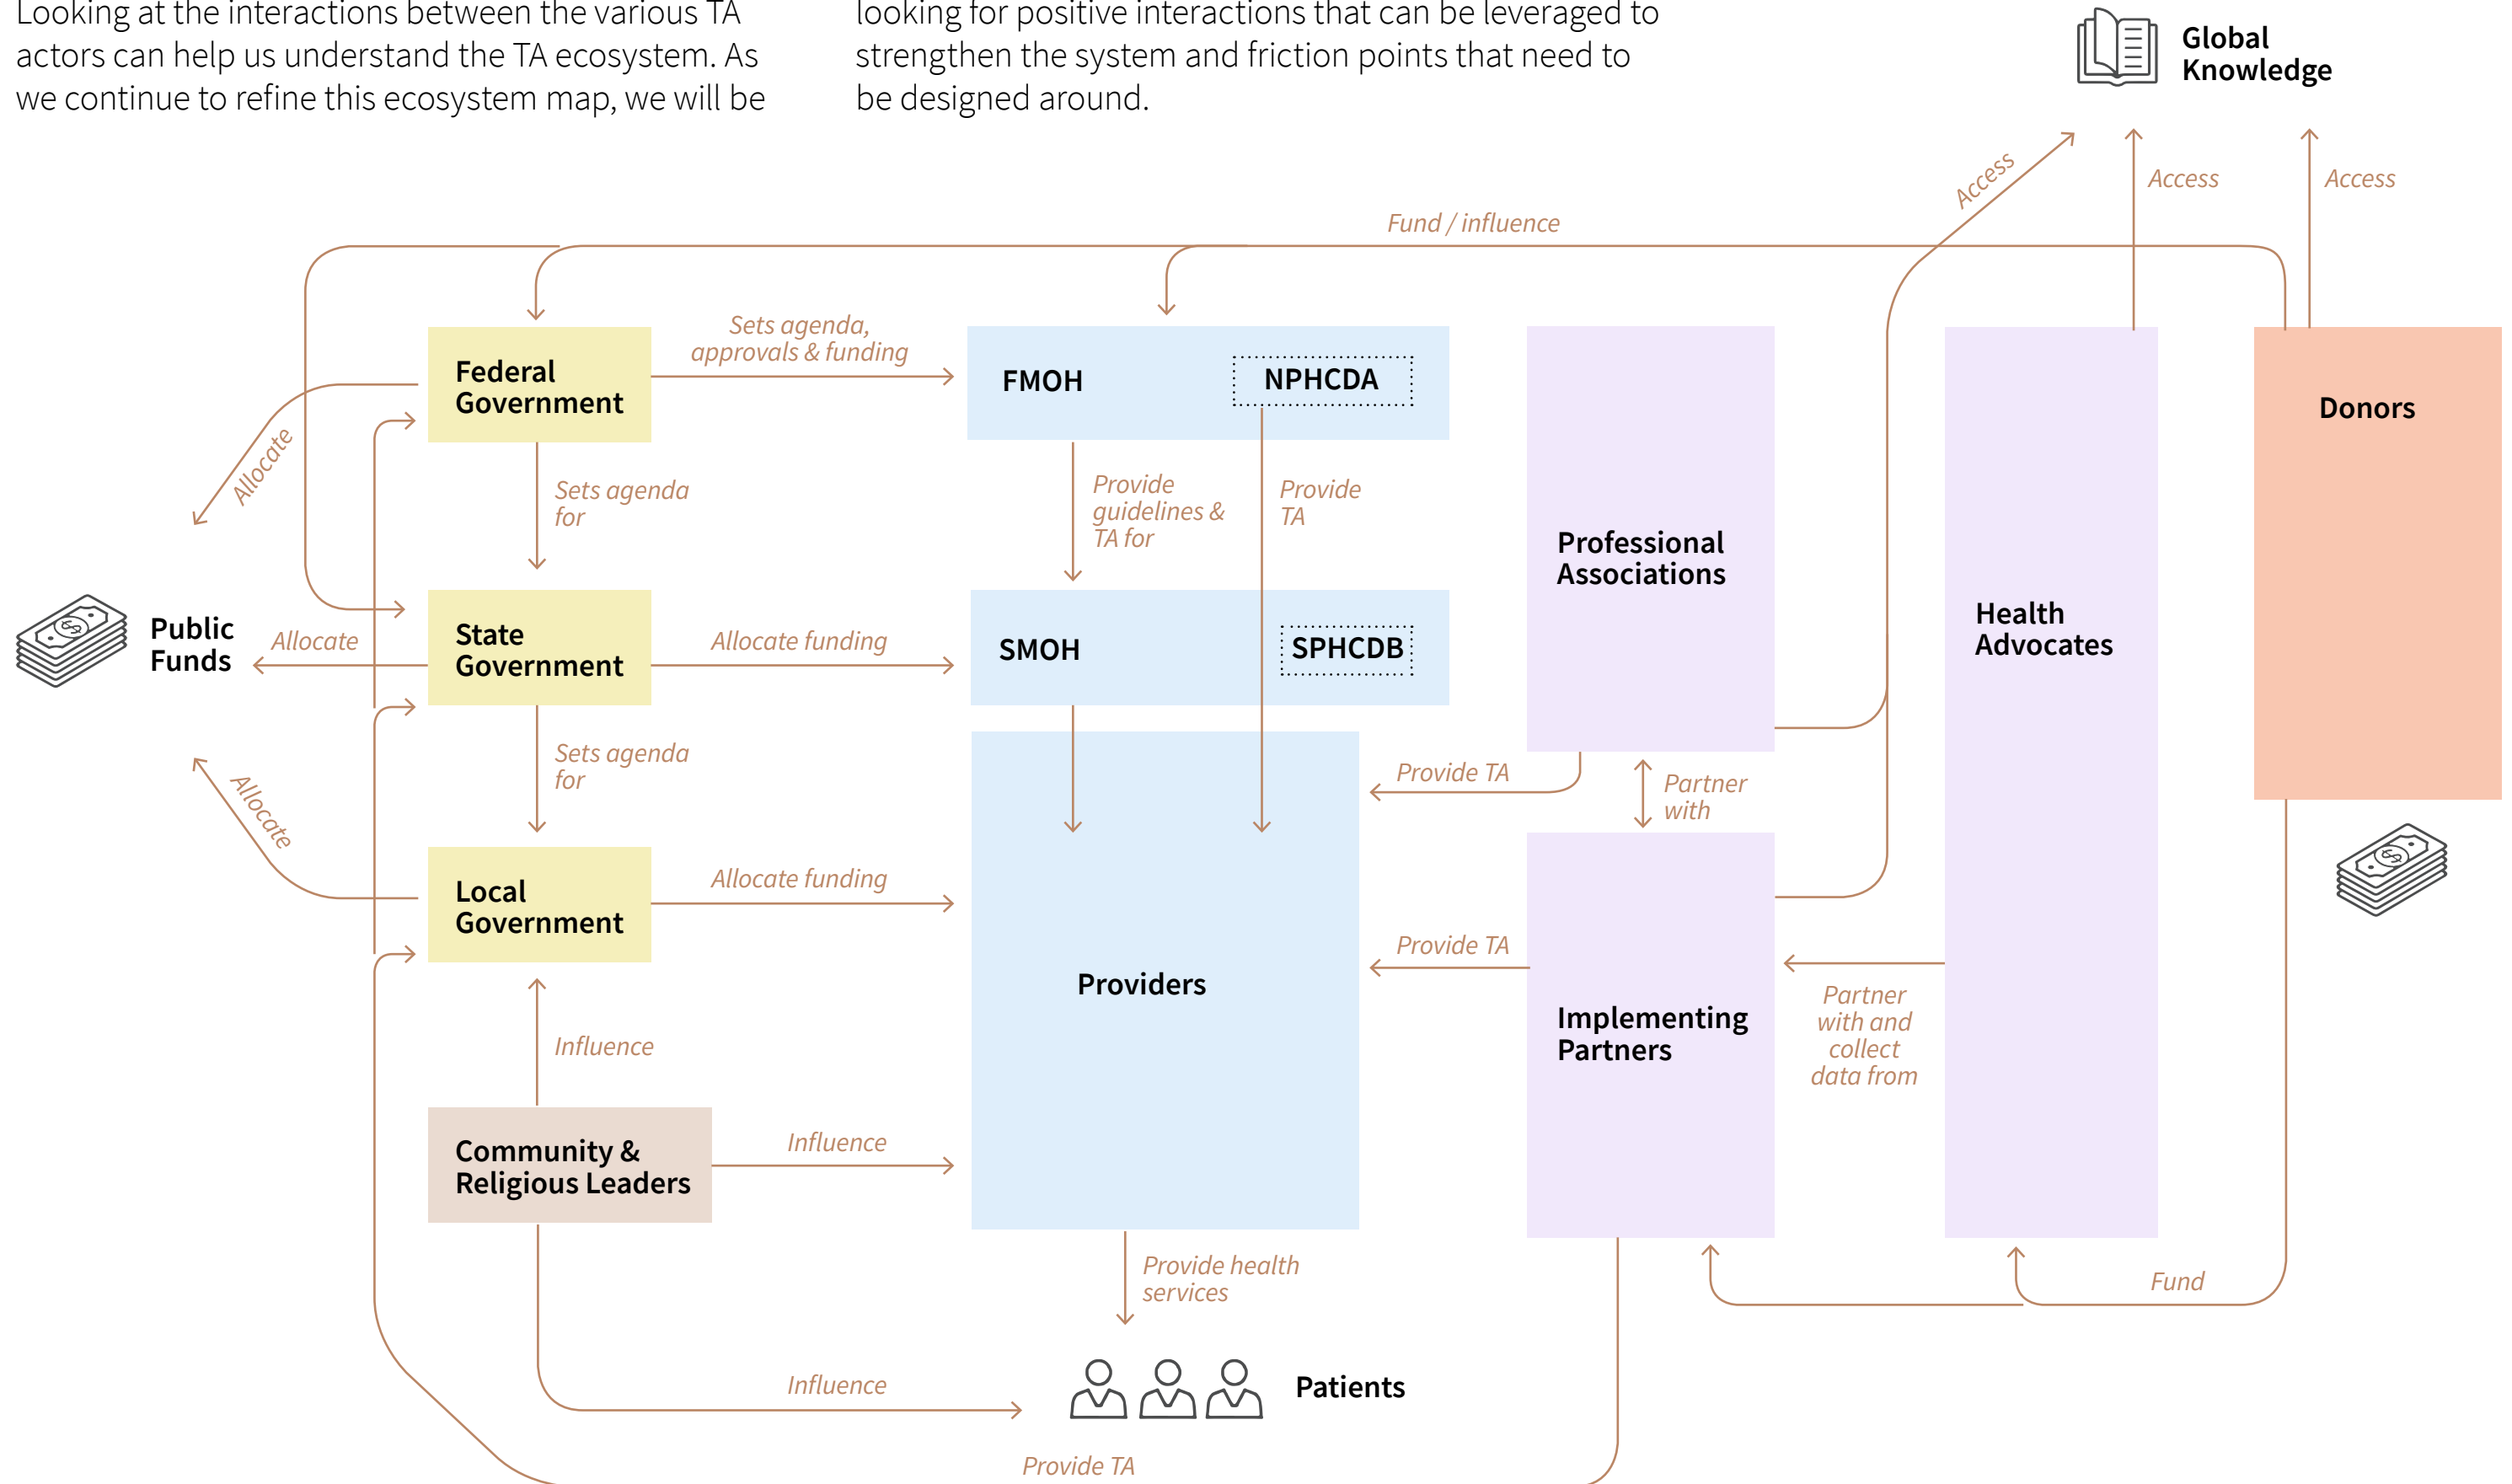 Looking at the interactions between the various TA
actors can help us understand the TA ecosystem. As
we continue to refine this ecosystem map, we will be
looking for positive interactions that can be leveraged to
strengthen the system and friction points that need to
be designed around.
Global
Knowledge
Access
Access
Access
Fund / influence
Federal
Government
Sets agenda,
approvals & funding
FMOH
NPHCDA
Donors
Allocate
Sets agenda
for
Provide
guidelines &
TA for
Provide
TA
Professional
Associations
Health
Advocates
Public
Funds
Allocate
State
Government
Allocate funding
SMOH
SPHCDB
Allocate
Sets agenda
for
Provide TA
Partner
with
Local
Government
Allocate funding
Providers
Provide TA
Implementing
Partners
Partner
with and
collect
data from
Influence
Community &
Religious Leaders
Influence
Provide health
services
Fund
Influence
Patients
Provide TA